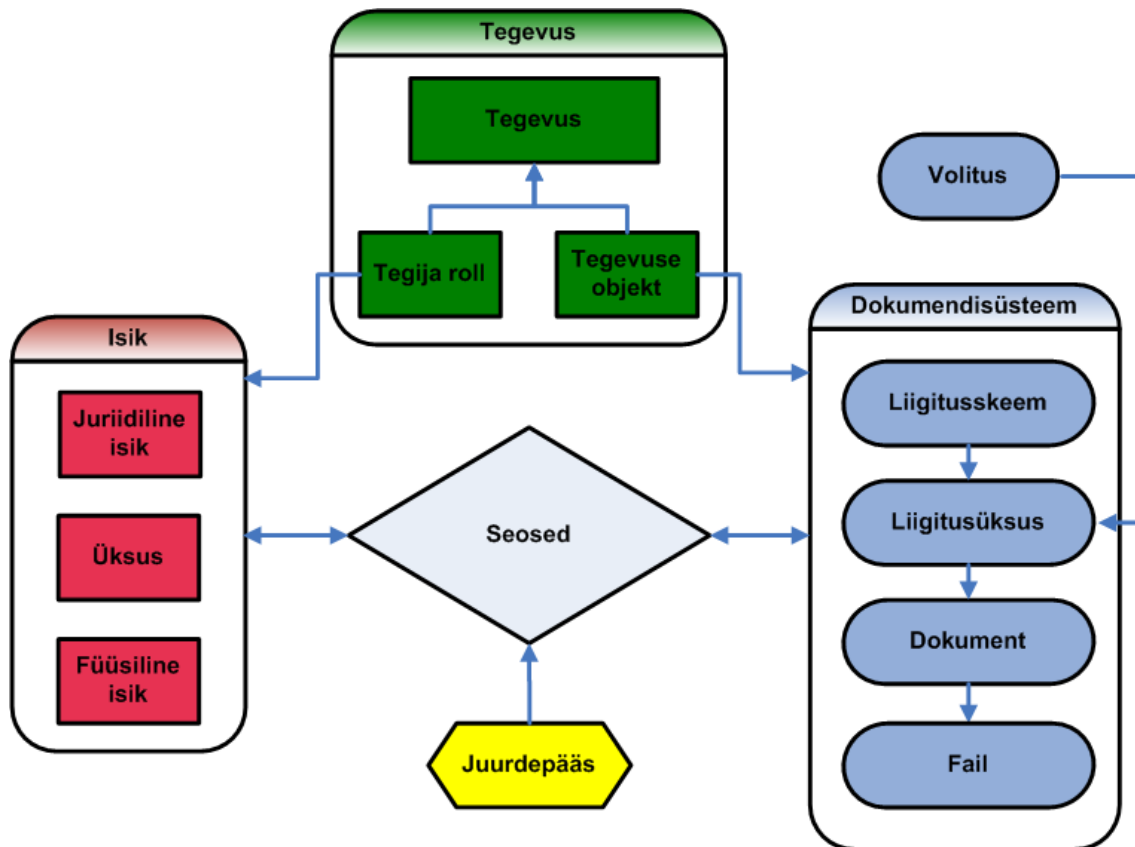 Tegevus
Tegevus
Tegija roll
Tegevuse
objekt
Volitus
Isik
Juriidiline
isik
Üksus
Füüsiline
isik
Seosed
Juurdepääs
Dokumendisüsteem
Liigitusskeem
Liigitusüksus
Dokument
Fail